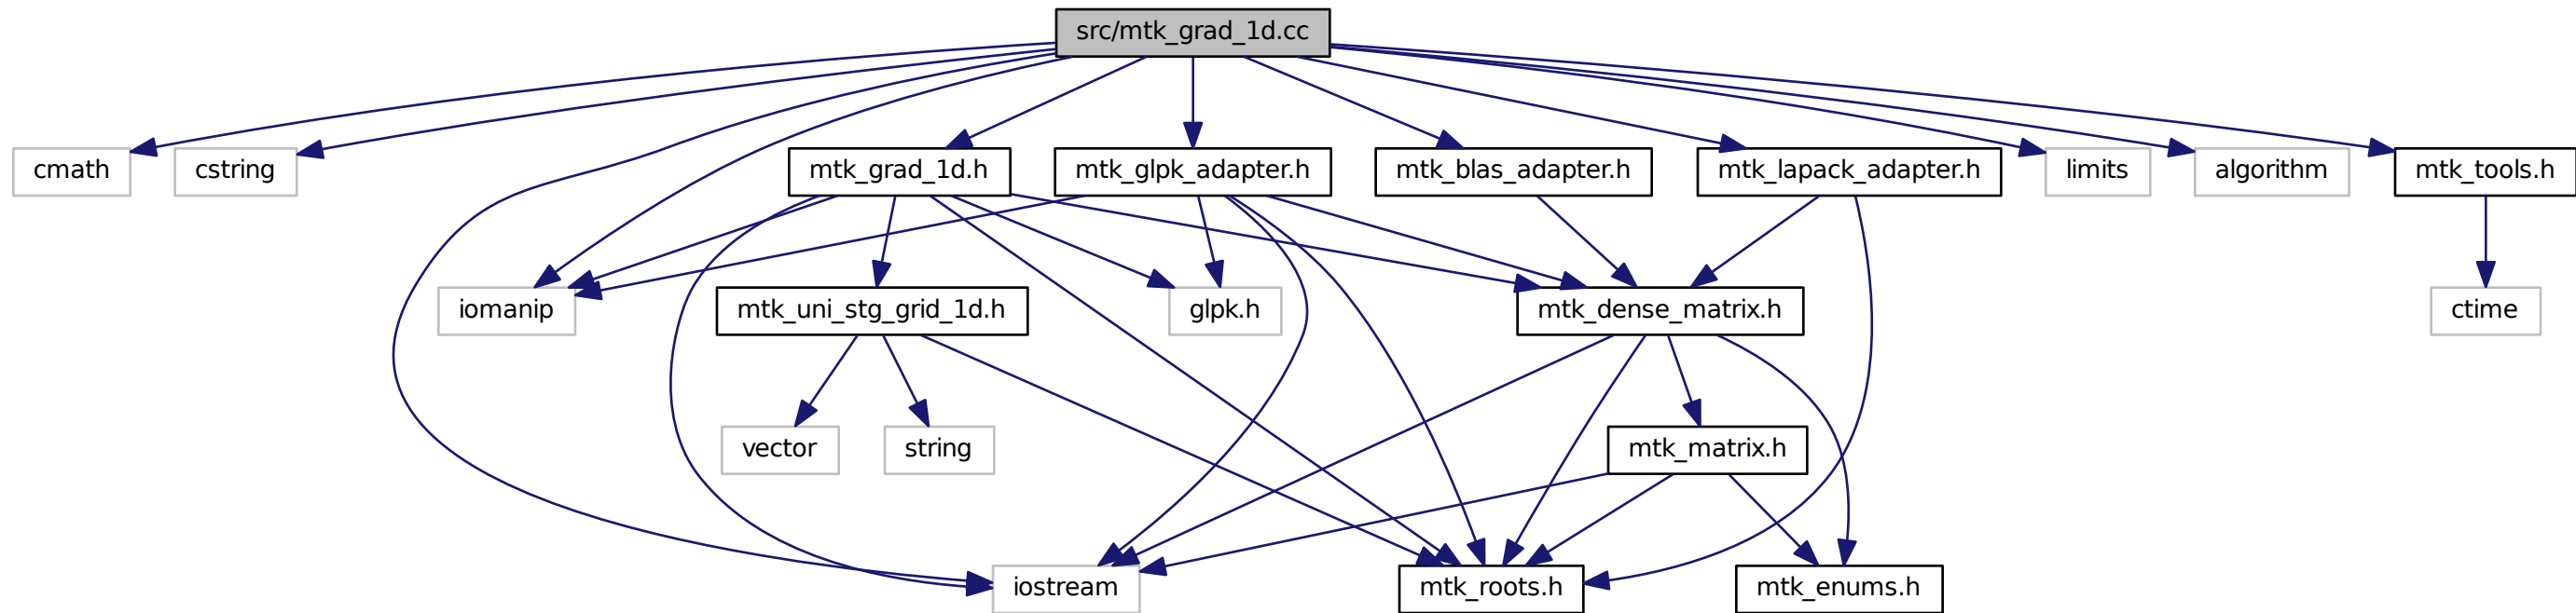 src/mtk_grad_1d.cc
cmath
cstring
mtk_grad_1d.h
mtk_glpk_adapter.h
mtk_blas_adapter.h
mtk_lapack_adapter.h
limits
algorithm
mtk_tools.h
iomanip
mtk_uni_stg_grid_1d.h
glpk.h
mtk_dense_matrix.h
ctime
vector
string
mtk_matrix.h
iostream
mtk_roots.h
mtk_enums.h